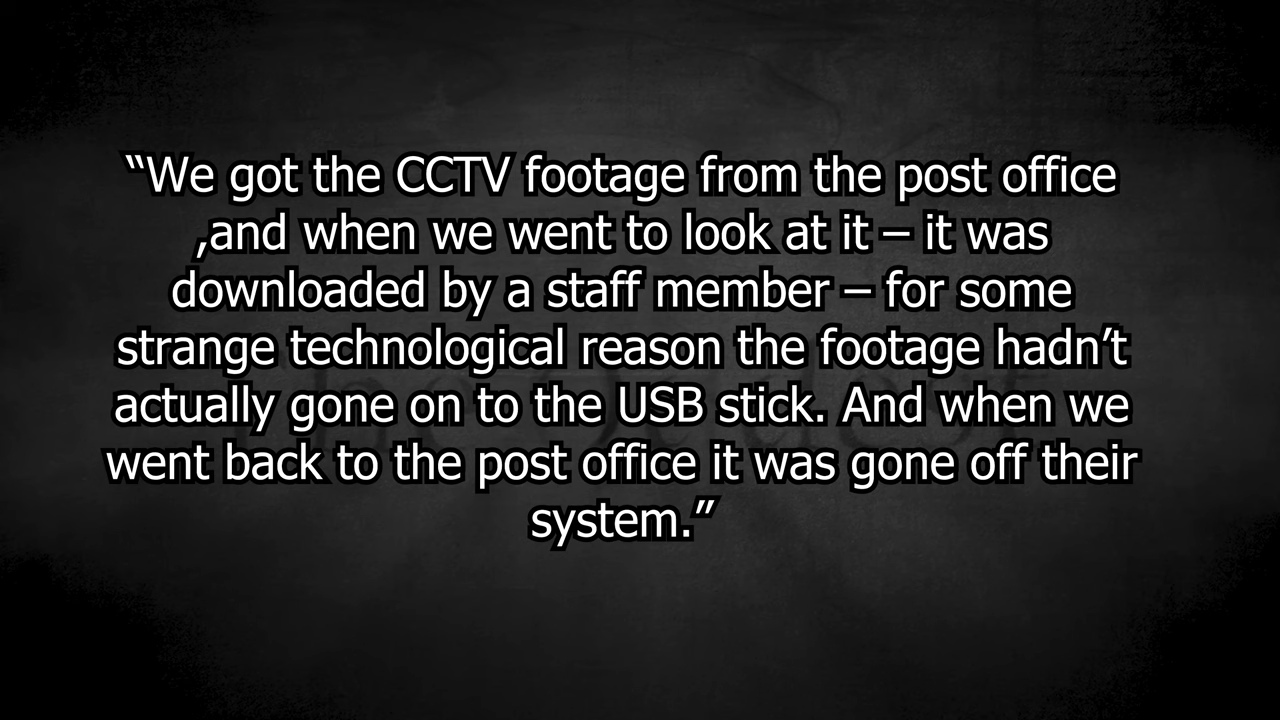 “We got the CCTV footage from the post office
,and when we went to look at it – it was
downloaded by a staff member – for some
strange technological reason the footage hadn’t
actually gone on to the USB stick. And when we
went back to the post office it was gone off their
system.”